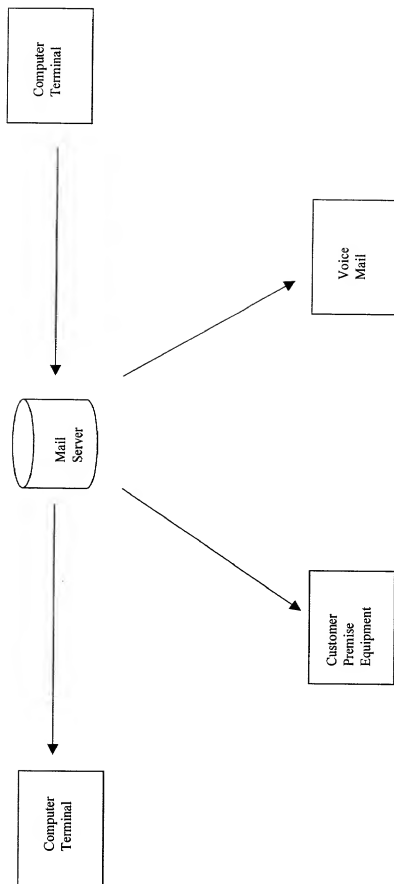 Computer
Terminal
Mail
Server
Computer
Terminal
Customer
Premise
Equipment
Voice
Mail